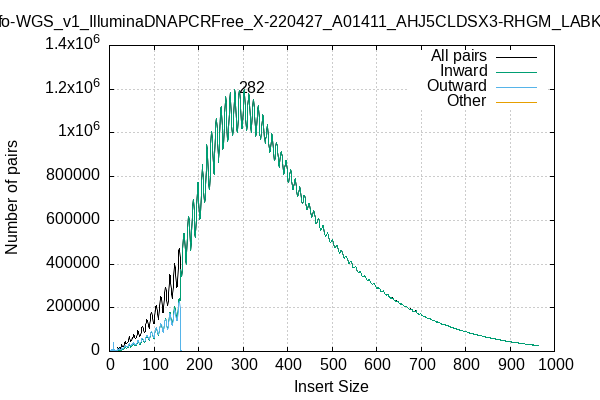 fo-WGS_v1_IlluminaDNAPCRFree_X-220427_A01411_AHJ5CLDSX3-RHGM_LABK
1.4x10^6
1.2x10^6
1x10^6
800000
600000
400000
200000
0
Number of pairs
282
All pairs
Inward
Outward
Other
0 100 200 300 400 500 600 700 800 900 1000
Insert Size